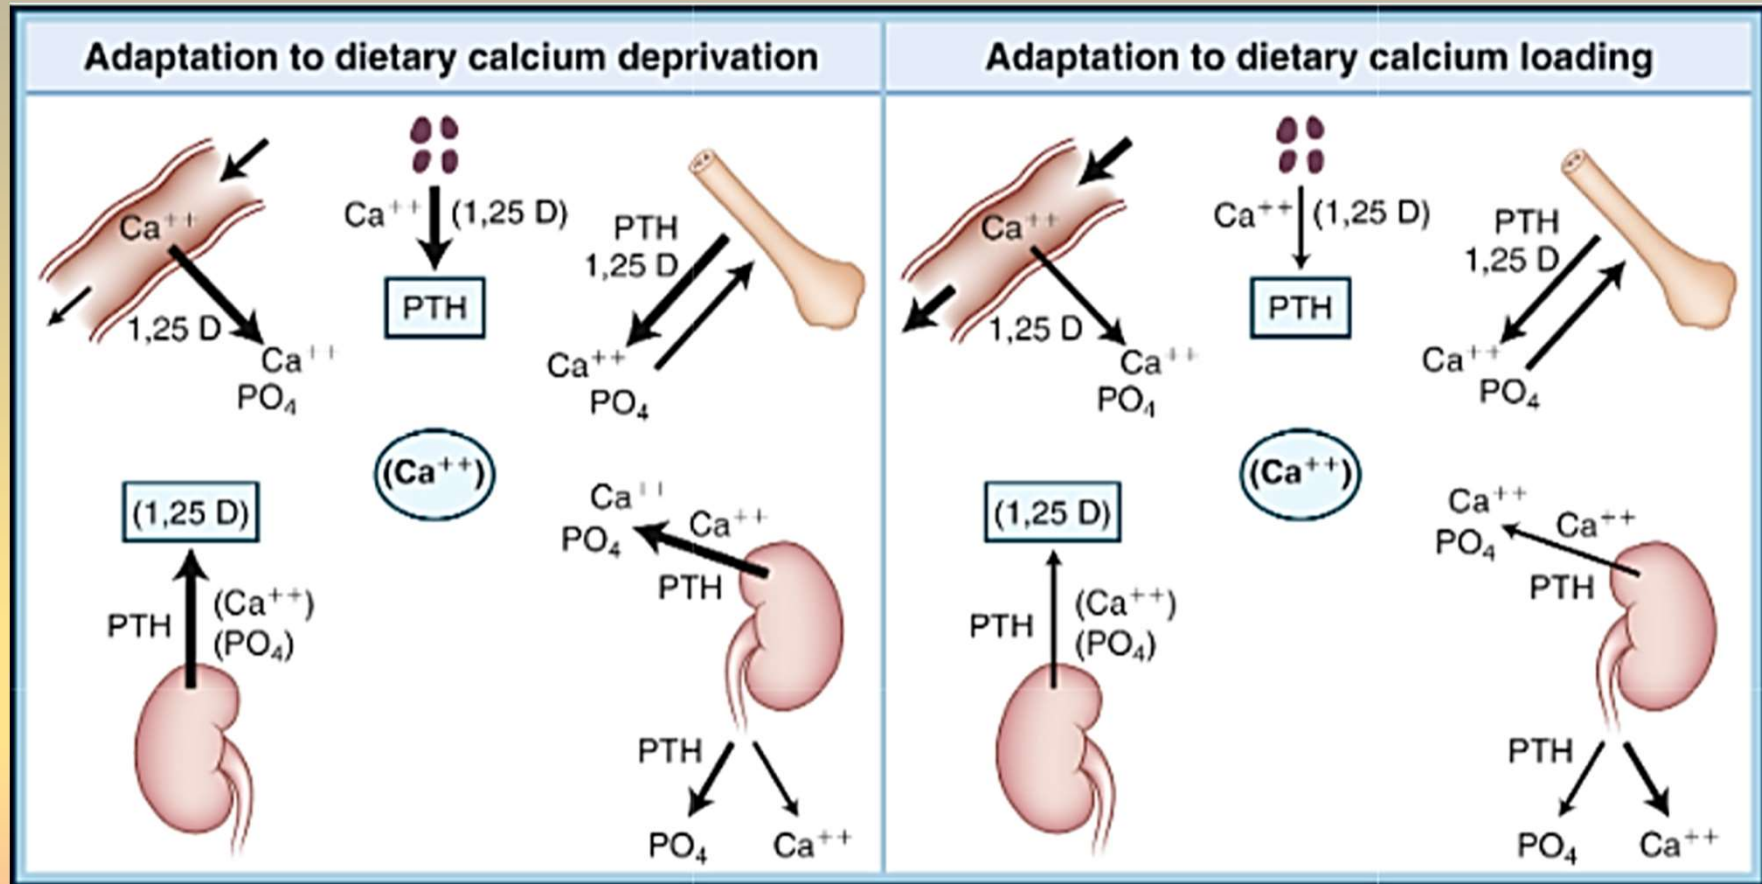 Adaptation to dietary calcium deprivation
Ca++
1,25 D
Ca++
PO4
Ca++ (1,25 D)
PTH
PTH
1,25 D
Ca++
PO4
(Ca++)
(1,25 D)
PTH
(Ca++)
(PO4)
Ca++
PO4
Ca++
PTH
PTH
PO4
Ca++
Adaptation to dietary calcium loading
Ca++
1,25 D
Ca++
PO4
Ca++ (1,25 D)
PTH
PTH
1,25 D
Ca++
PO4
(Ca++)
(1,25 D)
PTH
(Ca++)
(PO4)
Ca++
PO4
Ca++
PTH
PTH
PO4
Ca++